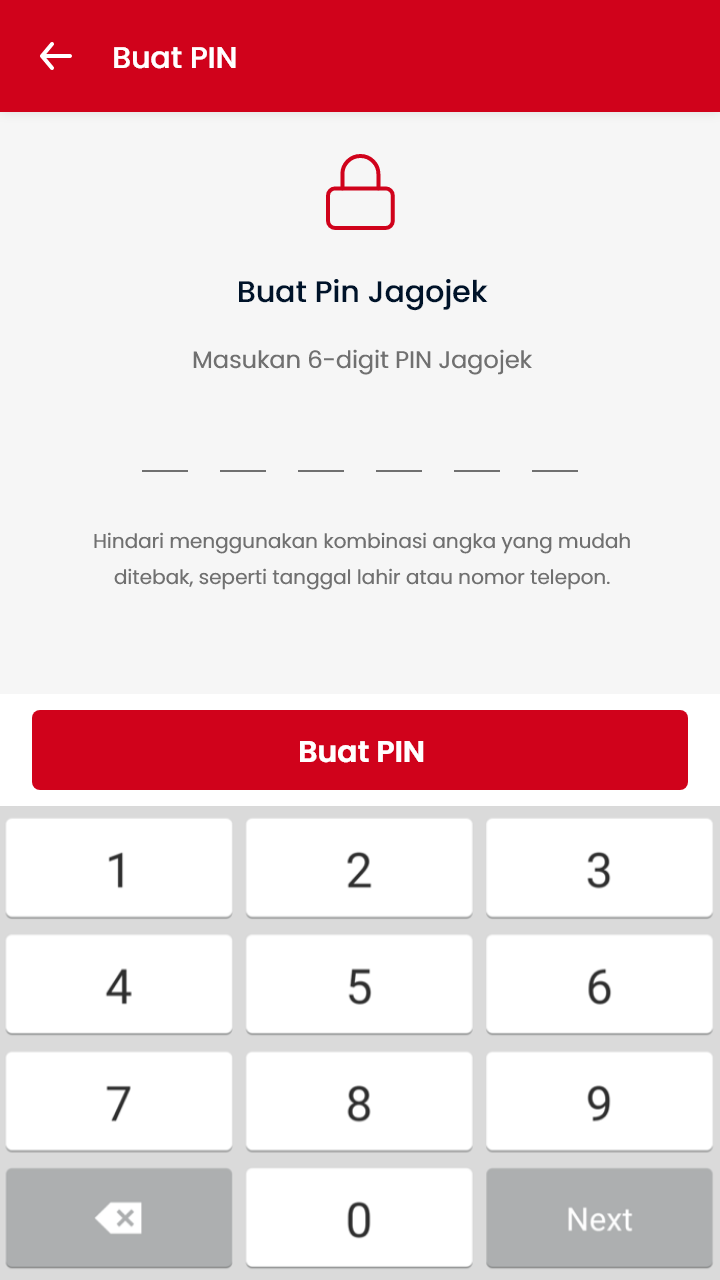 Buat PIN
Buat Pin Jagojek
Masukan 6-digit PIN Jagojek
Hindari menggunakan kombinasi angka yang mudah
ditebak, seperti tanggal lahir atau nomor telepon.
Buat PIN
1 2 3
4 5 6
7 8 9
0 Next